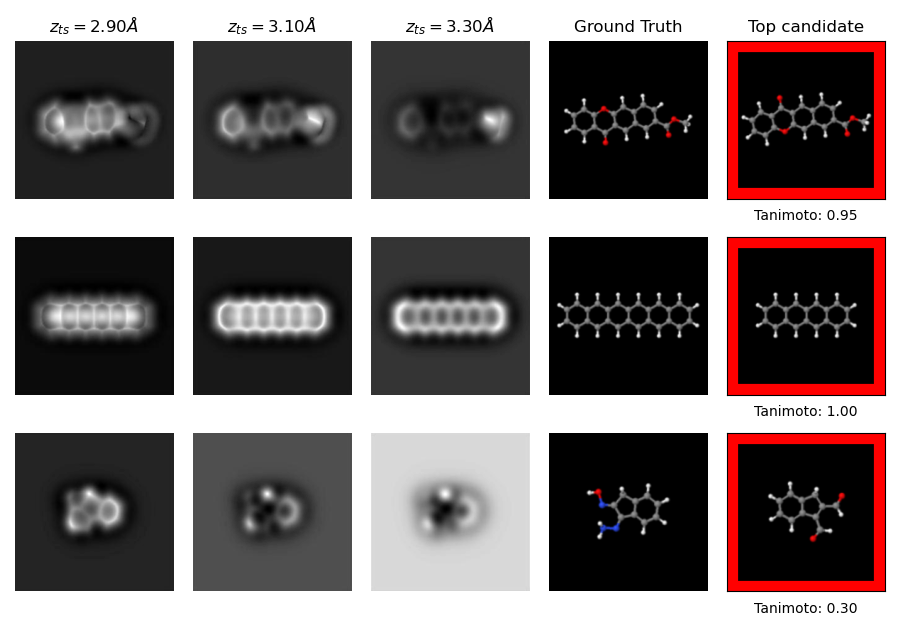 z_{ts} = 2.90Å
z_{ts} = 3.10Å
z_{ts} = 3.30Å
Ground Truth
Top candidate
Tanimoto: 0.95
Tanimoto: 1.00
Tanimoto: 0.30